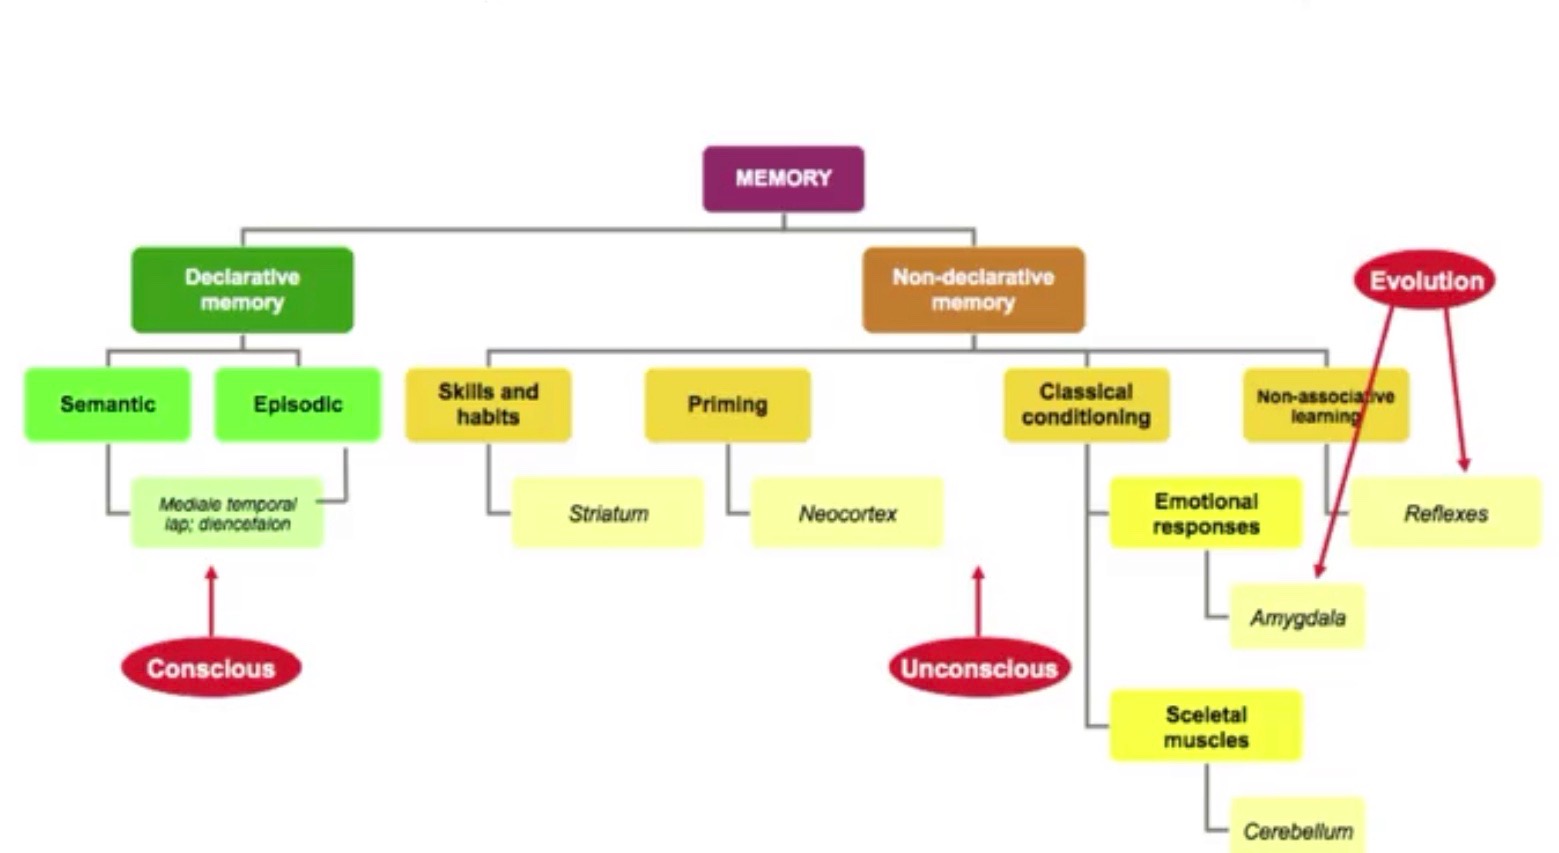 MEMORY
Declarative
memory
Non-declarative
memory
Evolution
Semantic
Episodic
Skills and
habits
Priming
Classical
conditioning
Non-associative
learning
Mediale temporal
lap; diencefalon
Striatum
Neocortex
Emotional
responses
Reflexes
Amygdala
Conscious
Unconscious
Sceletal
muscles
Cerebellum